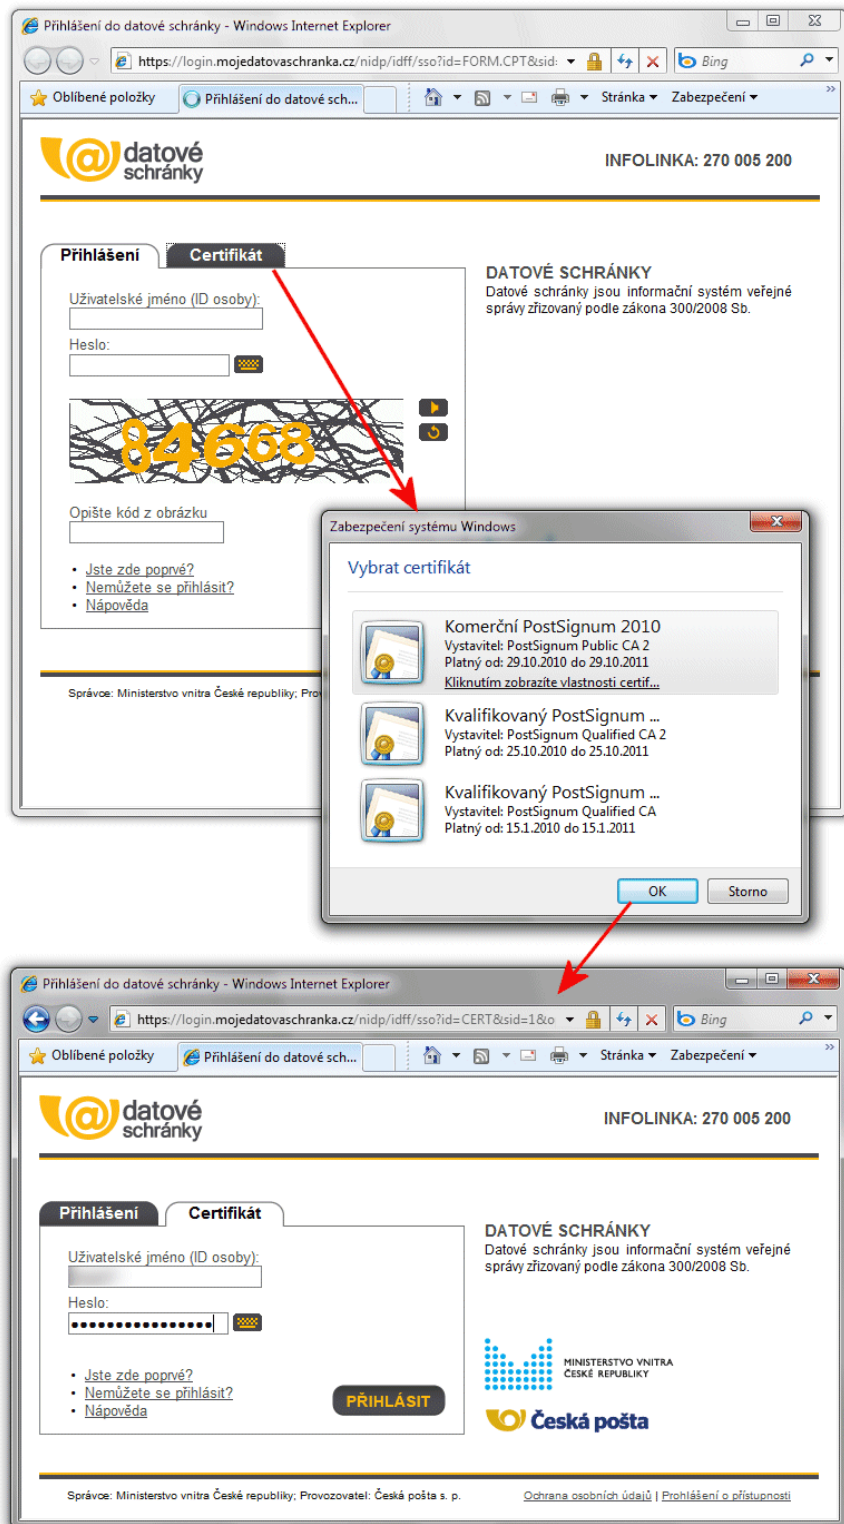 Přihlášení do datové schránky - Windows Internet Explorer
https://login.mojedatovaschranka.cz/nidp/idff/sso?id=FORM.CPT&sid:
Bing
Oblíbené položky
Přihlášení do datové sch...
Stránka
Zabezpečení
»
datové
schránky
INFOLINKA: 270 005 200
Přihlášení
Certifikát
Uživatelské jméno (ID osoby):
Heslo:
84668
Opište kód z obrázku
• Jste zde poprvé?
• Nemůžete se přihlásit?
• Nápověda
DATOVÉ SCHRÁNKY
Datové schránky jsou informační systém veřejné
správy zřizovaný podle zákona 300/2008 Sb.
Správce: Ministerstvo vnitra České republiky; Prov
Zabezpečení systému Windows
Vybrat certifikát
Komerční PostSignum 2010
Vystavitel: PostSignum Public CA 2
Platný od: 29.10.2010 do 29.10.2011
Kliknutím zobrazíte vlastnosti certif...
Kvalifikovaný PostSignum ...
Vystavitel: PostSignum Qualified CA 2
Platný od: 25.10.2010 do 25.10.2011
Kvalifikovaný PostSignum ...
Vystavitel: PostSignum Qualified CA
Platný od: 15.1.2010 do 15.1.2011
OK
Storno
Přihlášení do datové schránky - Windows Internet Explorer
https://login.mojedatovaschranka.cz/nidp/idff/sso?id=CERT&sid=1&o
Bing
Oblíbené položky
Přihlášení do datové sch...
Stránka
Zabezpečení
»
datové
schránky
INFOLINKA: 270 005 200
Přihlášení
Certifikát
Uživatelské jméno (ID osoby):
Heslo:
• Jste zde poprvé?
• Nemůžete se přihlásit?
• Nápověda
PŘIHLÁSIT
DATOVÉ SCHRÁNKY
Datové schránky jsou informační systém veřejné
správy zřizovaný podle zákona 300/2008 Sb.
MINISTERSTVO VNITRA
ČESKÉ REPUBLIKY
Česká pošta
Správce: Ministerstvo vnitra České republiky; Provozovatel: Česká pošta s. p.
Ochrana osobních údajů | Prohlášení o přístupnosti